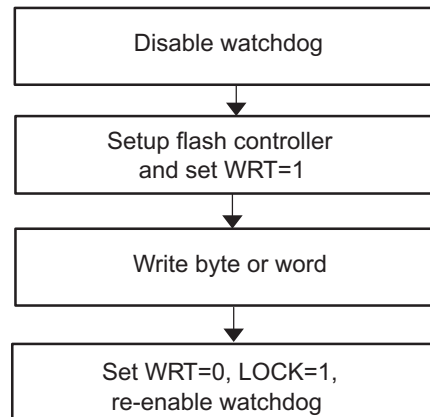 Disable watchdog
Setup flash controller
and set WRT=1
Write byte or word
Set WRT=0, LOCK=1,
re-enable watchdog